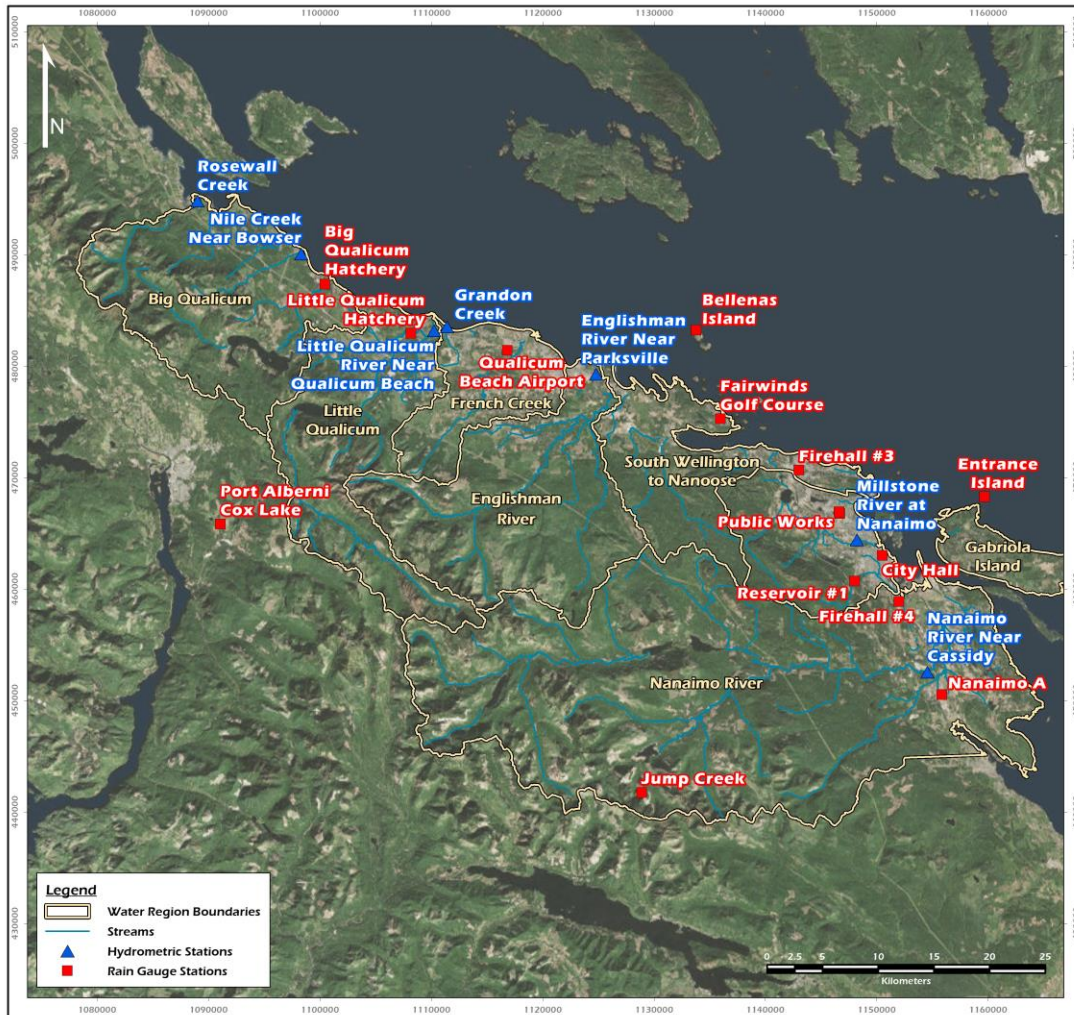 1080000
1090000
1100000
1110000
1120000
1130000
1140000
1150000
1160000
510000
500000
490000
480000
470000
460000
450000
440000
430000
N
Rosewall
Creek
Nile Creek
Near Bowser
Big
Qualicum
Hatchery
Big Qualicum
Little Qualicum
Hatchery
Grandon
Creek
Bellenas
Island
Englishman
River Near
Parksville
Little Qualicum
River Near
Qualicum Beach
Qualicum
Beach Airport
French Creek
Fairwinds
Golf Course
Little
Qualicum
South Wellington
to Nanoose
Firehall #3
Entrance
Island
Port Alberni
Cox Lake
Englishman
River
Millstone
River at
Nanaimo
Public Works
Gabriola
Island
City Hall
Reservoir #1
Firehall #4
Nanaimo
River Near
Cassidy
Nanaimo River
Nanaimo A
Jump Creek
Legend
Water Region Boundaries
Streams
Hydrometric Stations
Rain Gauge Stations
0 2.5 5 10 15 20 25
Kilometers
1080000
1090000
1100000
1110000
1120000
1130000
1140000
1150000
1160000